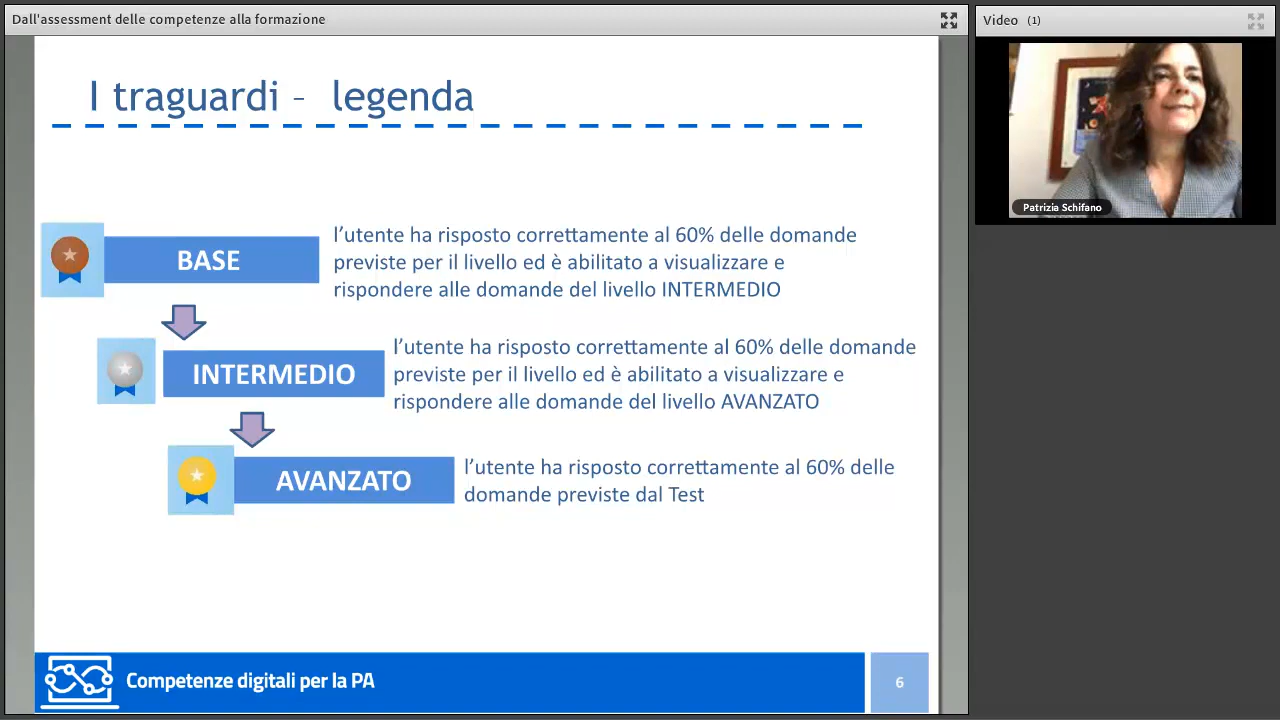 Dall'assessment delle competenze alla formazione
Video (1)
I traguardi – legenda
Patrizia Schifano
BASE
l'utente ha risposto correttamente al 60% delle domande
previste per il livello ed è abilitato a visualizzare e
rispondere alle domande del livello INTERMEDIO
INTERMEDIO
l'utente ha risposto correttamente al 60% delle domande
previste per il livello ed è abilitato a visualizzare e
rispondere alle domande del livello AVANZATO
AVANZATO
l'utente ha risposto correttamente al 60% delle
domande previste dal Test
Competenze digitali per la PA
6